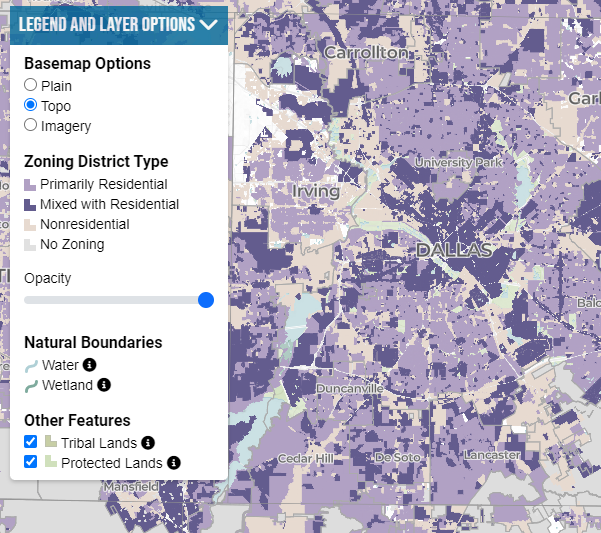 LEGEND AND LAYER OPTIONS
Basemap Options
Plain
Topo
Imagery
Zoning District Type
Primarily Residential
Mixed with Residential
Nonresidential
No Zoning
Opacity
Natural Boundaries
Water
Wetland
Other Features
Tribal Lands
Protected Lands
Carrollton
Garl
University Park
Irving
DALLAS
Balc
Duncanville
Cedar Hill
De Soto
Lancaster
Mansfield